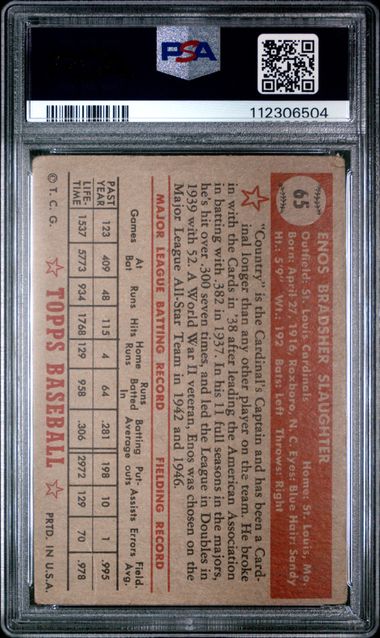 PSA
112306504
65
ENOS BRADSHER SLAUGHTER
Outfield: St. Louis Cardinals Home: St. Louis, Mo.
Born: April 27, 1916, Roxboro, N. C. Eyes: Blue Hair: Sandy
Ht.: 5'9" Wt.: 192 Bats: Left Throws: Right
"Country" is the Cardinal's Captain and has been a Card-
inal longer than any other player on the team. He broke
in with the Cards in '38 after leading the American Association
in batting with .382 in 1937. In his 11 full seasons in the majors,
he's hit over .300 seven times, and led the League in Doubles in
1939 with 52. A World War II veteran, Enos was chosen on the
Major League All-Star Team in 1942 and 1946.
MAJOR LEAGUE BATTING RECORD FIELDING RECORD
Games At Bat Runs Hits Home Runs Runs Batted In Batting Average Put-outs Assists Errors Field. Avg.
PAST YEAR 123 409 48 115 4 64 .281 198 10 1 .995
LIFE-TIME 1537 5773 934 1768 129 958 .306 2972 129 70 .978
© T. C. G. TOPPS BASEBALL PRTD. IN U.S.A.